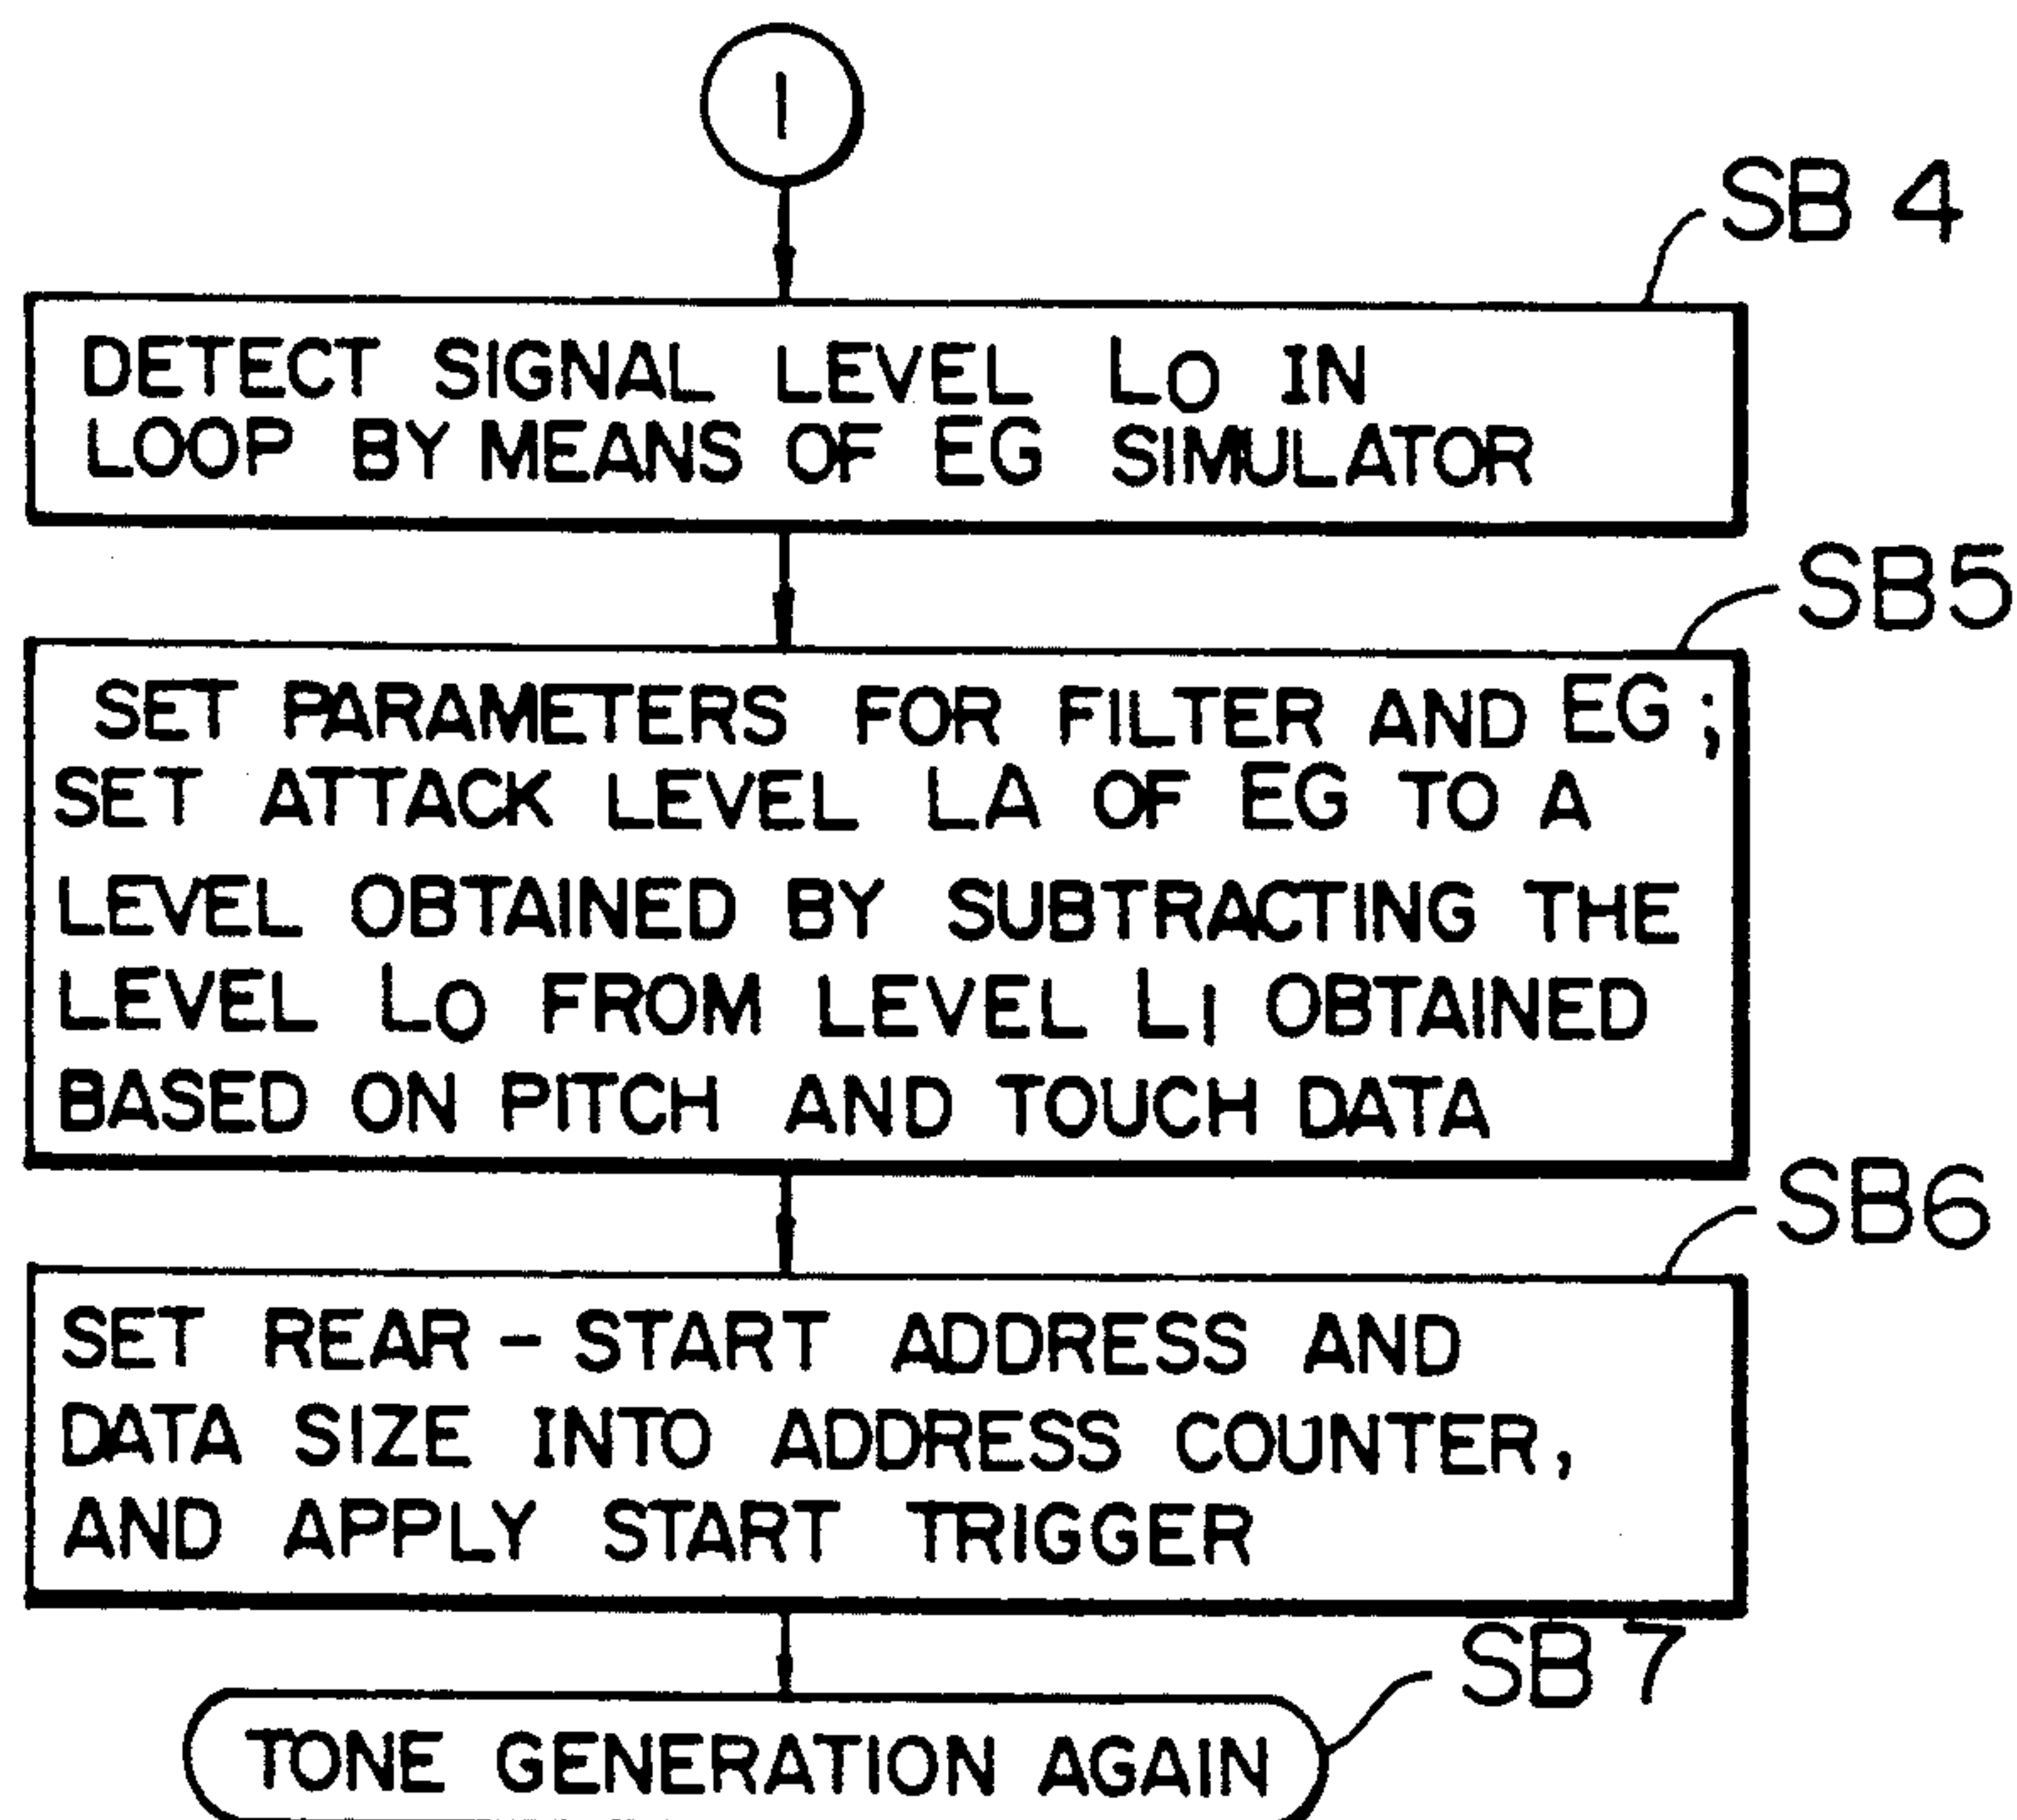 1
SB 4
DETECT SIGNAL LEVEL LO IN
LOOP BY MEANS OF EG SIMULATOR
SB5
SET PARAMETERS FOR FILTER AND EG ;
SET ATTACK LEVEL LA OF EG TO A
LEVEL OBTAINED BY SUBTRACTING THE
LEVEL LO FROM LEVEL L1 OBTAINED
BASED ON PITCH AND TOUCH DATA
SB6
SET REAR - START ADDRESS AND
DATA SIZE INTO ADDRESS COUNTER,
AND APPLY START TRIGGER
SB 7
TONE GENERATION AGAIN